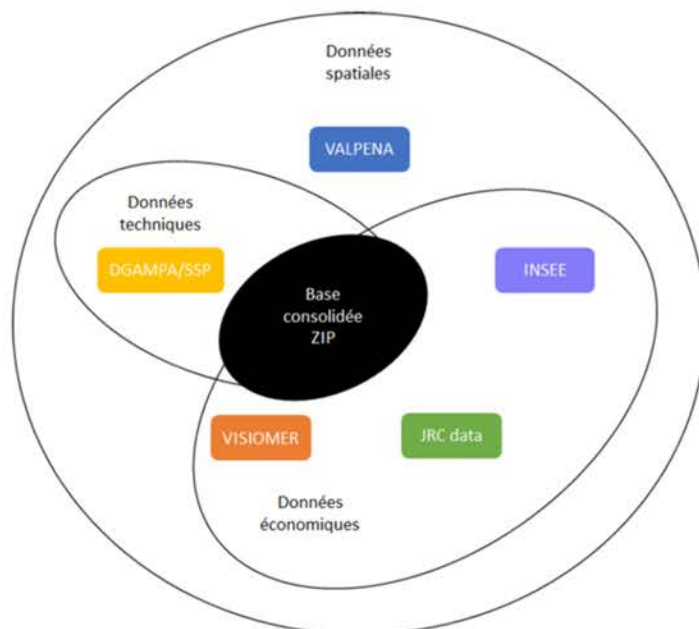 Données
spatiales
VALPENA
Données
techniques
DGAMPA/SSP
INSEE
Base
consolidée
ZIP
VISIOMER
JRC data
Données
économiques